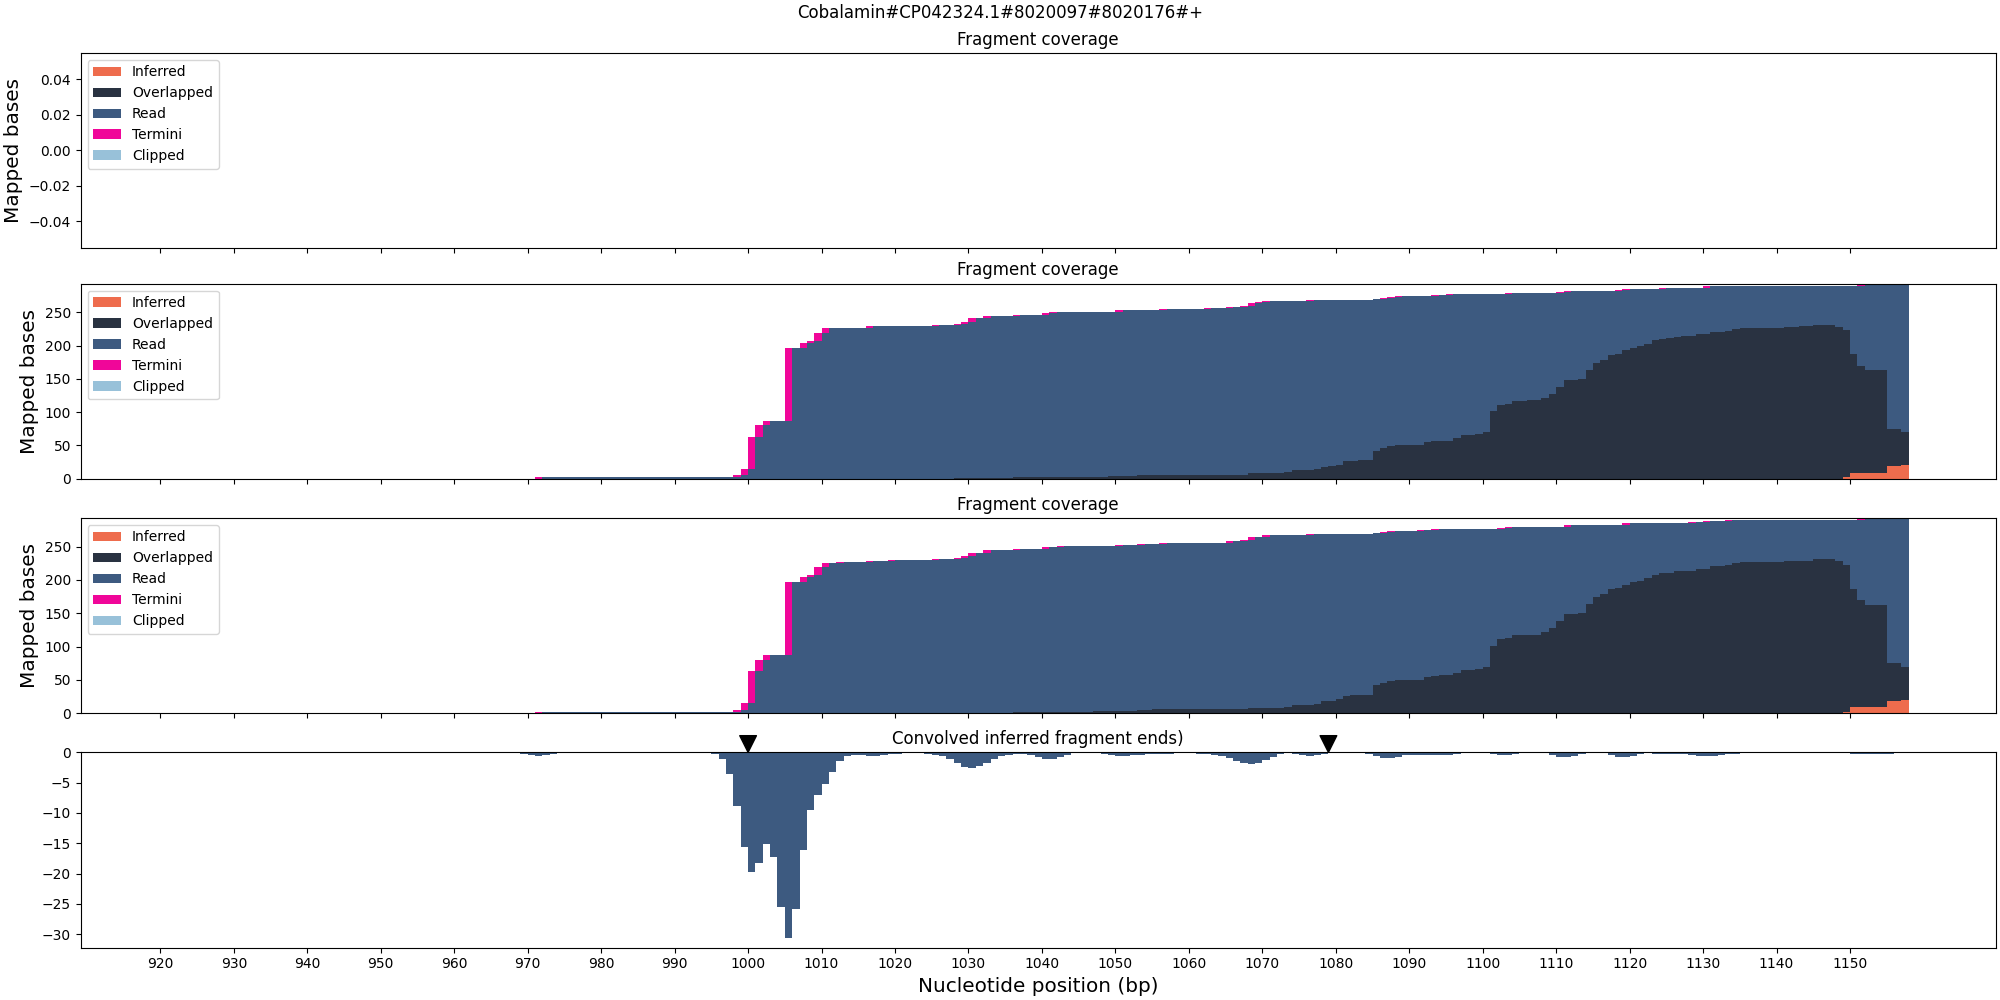 Cobalamin#CP042324.1#8020097#8020176#+
Fragment coverage
Mapped bases
0.04
0.02
0.00
−0.02
−0.04
Inferred
Overlapped
Read
Termini
Clipped
Fragment coverage
Mapped bases
250
200
150
100
50
0
Inferred
Overlapped
Read
Termini
Clipped
Fragment coverage
Mapped bases
250
200
150
100
50
0
Inferred
Overlapped
Read
Termini
Clipped
Convolved inferred fragment ends)
0
−5
−10
−15
−20
−25
−30
920 930 940 950 960 970 980 990 1000 1010 1020 1030 1040 1050 1060 1070 1080 1090 1100 1110 1120 1130 1140 1150
Nucleotide position (bp)